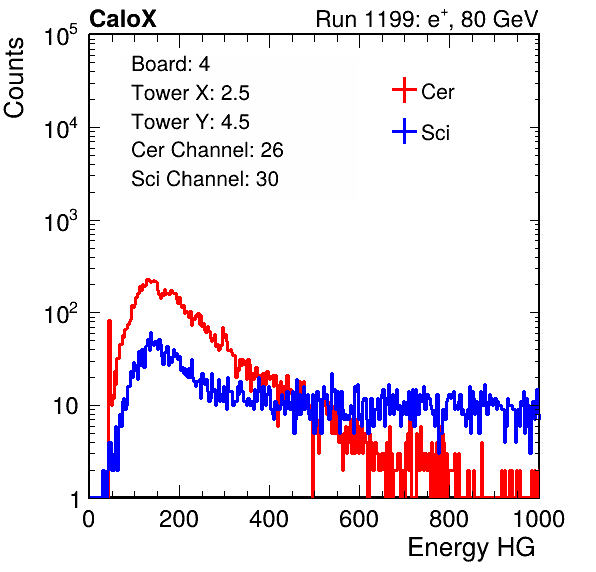 CaloX Run 1199: e⁺, 80 GeV
Counts
Board: 4
Tower X: 2.5
Tower Y: 4.5
Cer Channel: 26
Sci Channel: 30
Cer
Sci
10⁵
10⁴
10³
10²
10
1
0 200 400 600 800 1000
Energy HG